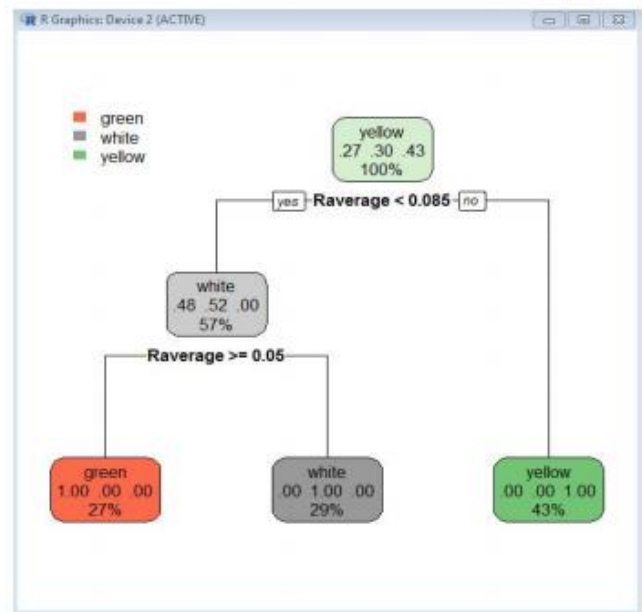 R Graphics: Device 2 (ACTIVE)
green
white
yellow
yellow
.27 .30 .43
100%
yes Raverage < 0.085 no
white
.48 .52 .00
57%
Raverage >= 0.05
green
1.00 .00 .00
27%
white
.00 1.00 .00
29%
yellow
.00 .00 1.00
43%